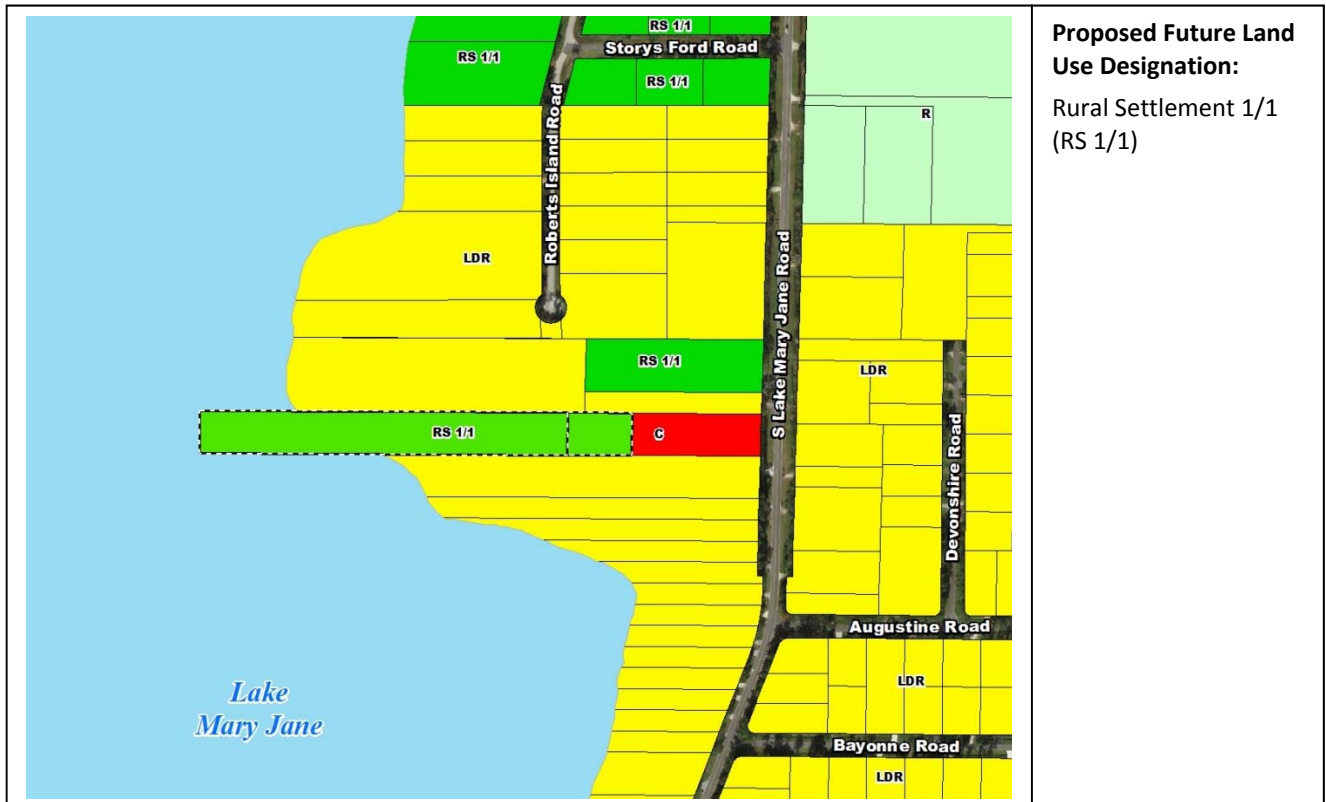 RS 1/1
Storys Ford Road
RS 1/1
RS 1/1
R
Roberts Island Road
LDR
S Lake Mary Jane Road
RS 1/1
LDR
RS 1/1
C
Devonshire Road
Augustine Road
Lake
Mary Jane
LDR
Bayonne Road
LDR
Proposed Future Land
Use Designation:
Rural Settlement 1/1
(RS 1/1)